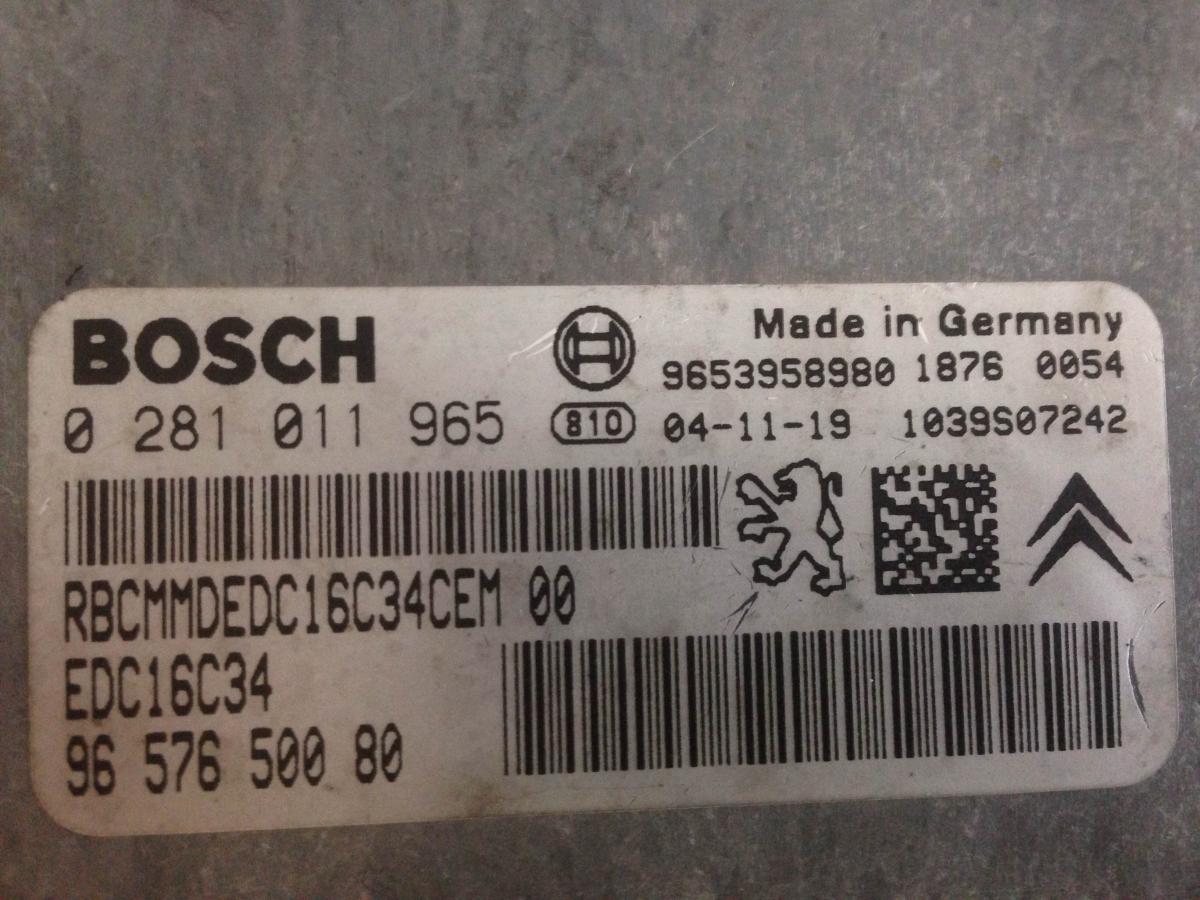 BOSCH
Made in Germany
9653958980 1876 0054
0 281 011 965
810
04-11-19 1039S07242
RBCMMDEDC16C34CEM 00
EDC16C34
96 576 500 80